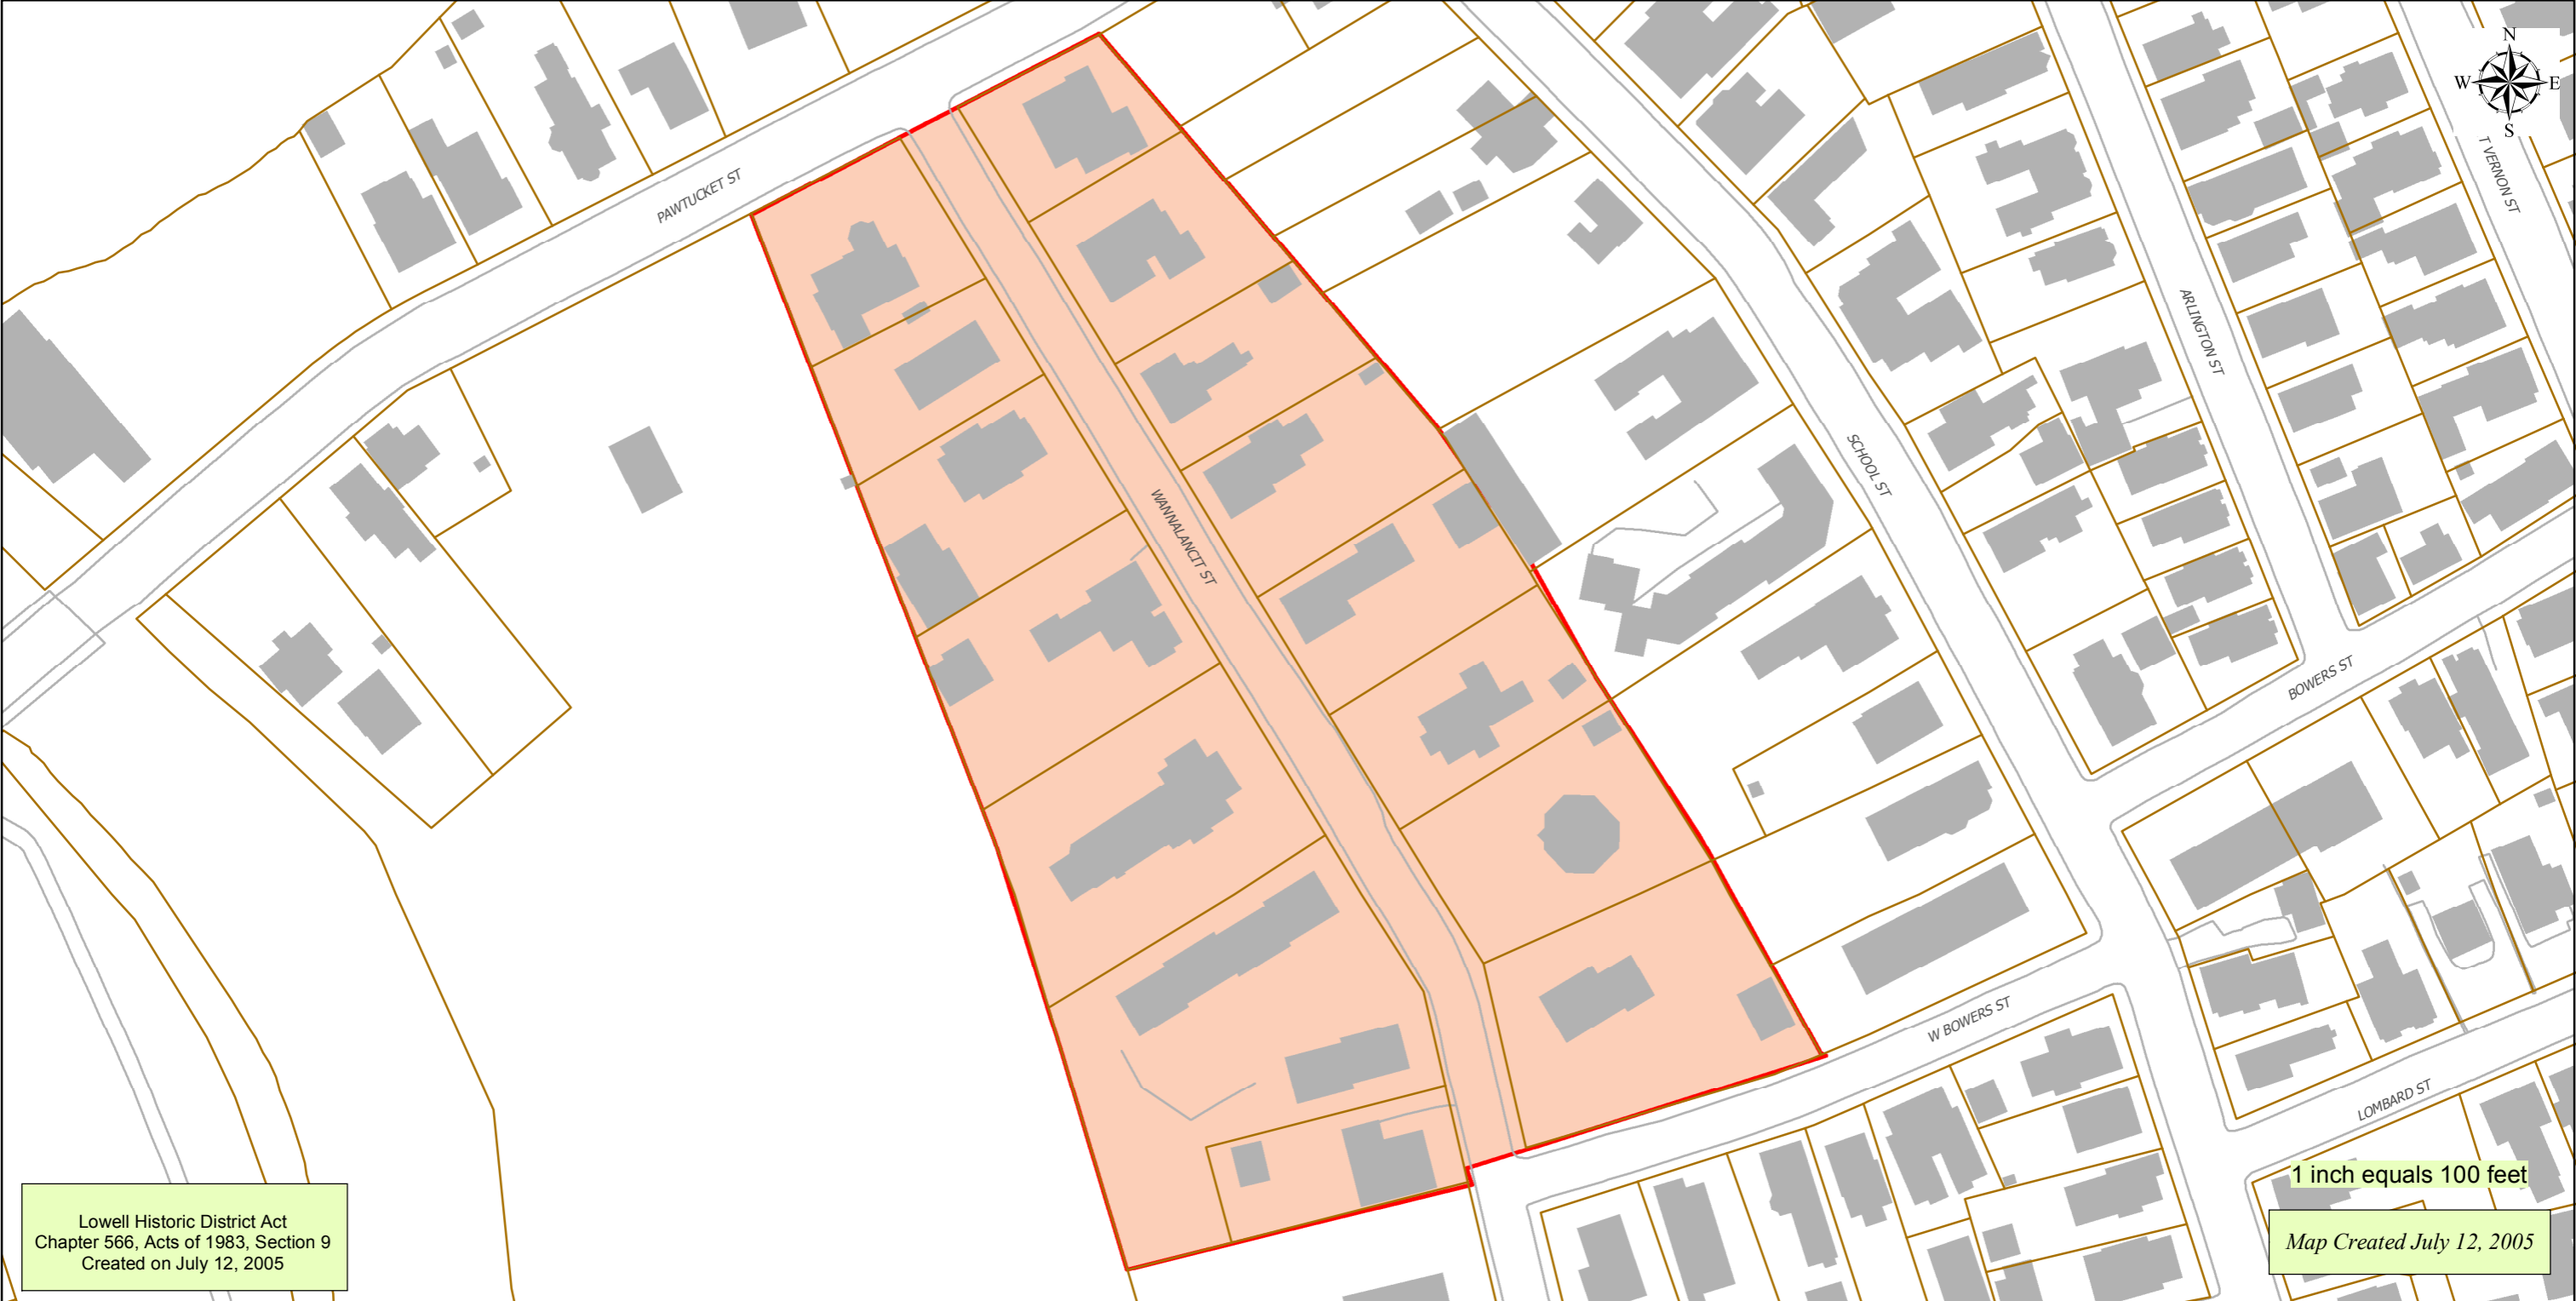 N
W E
S
T VERNON ST
PAWTUCKET ST
ARLINGTON ST
SCHOOL ST
WANNALANCIT ST
BOWERS ST
W BOWERS ST
LOMBARD ST
1 inch equals 100 feet
Lowell Historic District Act
Chapter 566, Acts of 1983, Section 9
Created on July 12, 2005
Map Created July 12, 2005